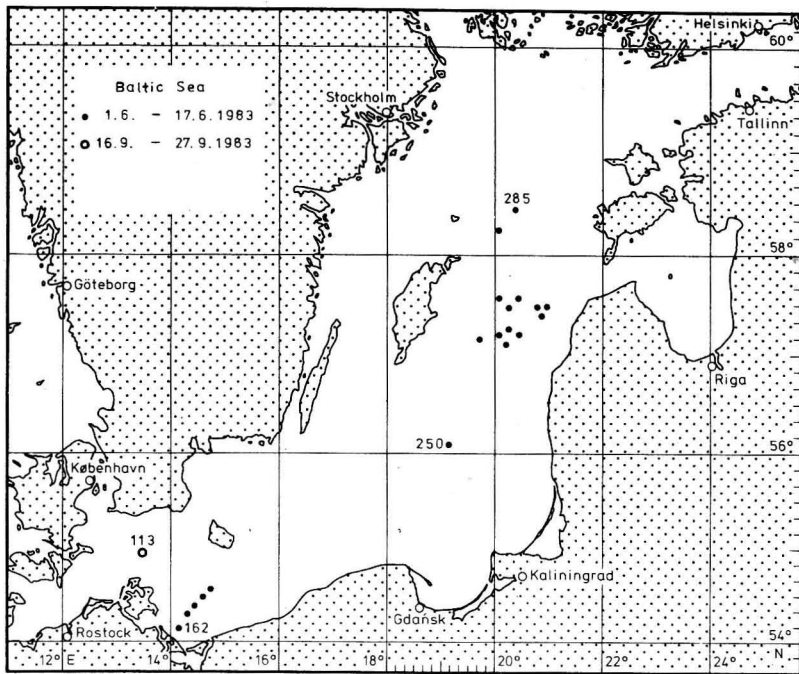 Helsinki
60°
Baltic Sea
• 1.6. – 17.6.1983
o 16.9. – 27.9.1983
Stockholm
Tallinn
285
58°
Göteborg
Riga
250
56°
København
113
Kaliningrad
Gdańsk
162
Rostock
54°
12° E 14° 16° 18° 20° 22° 24° N